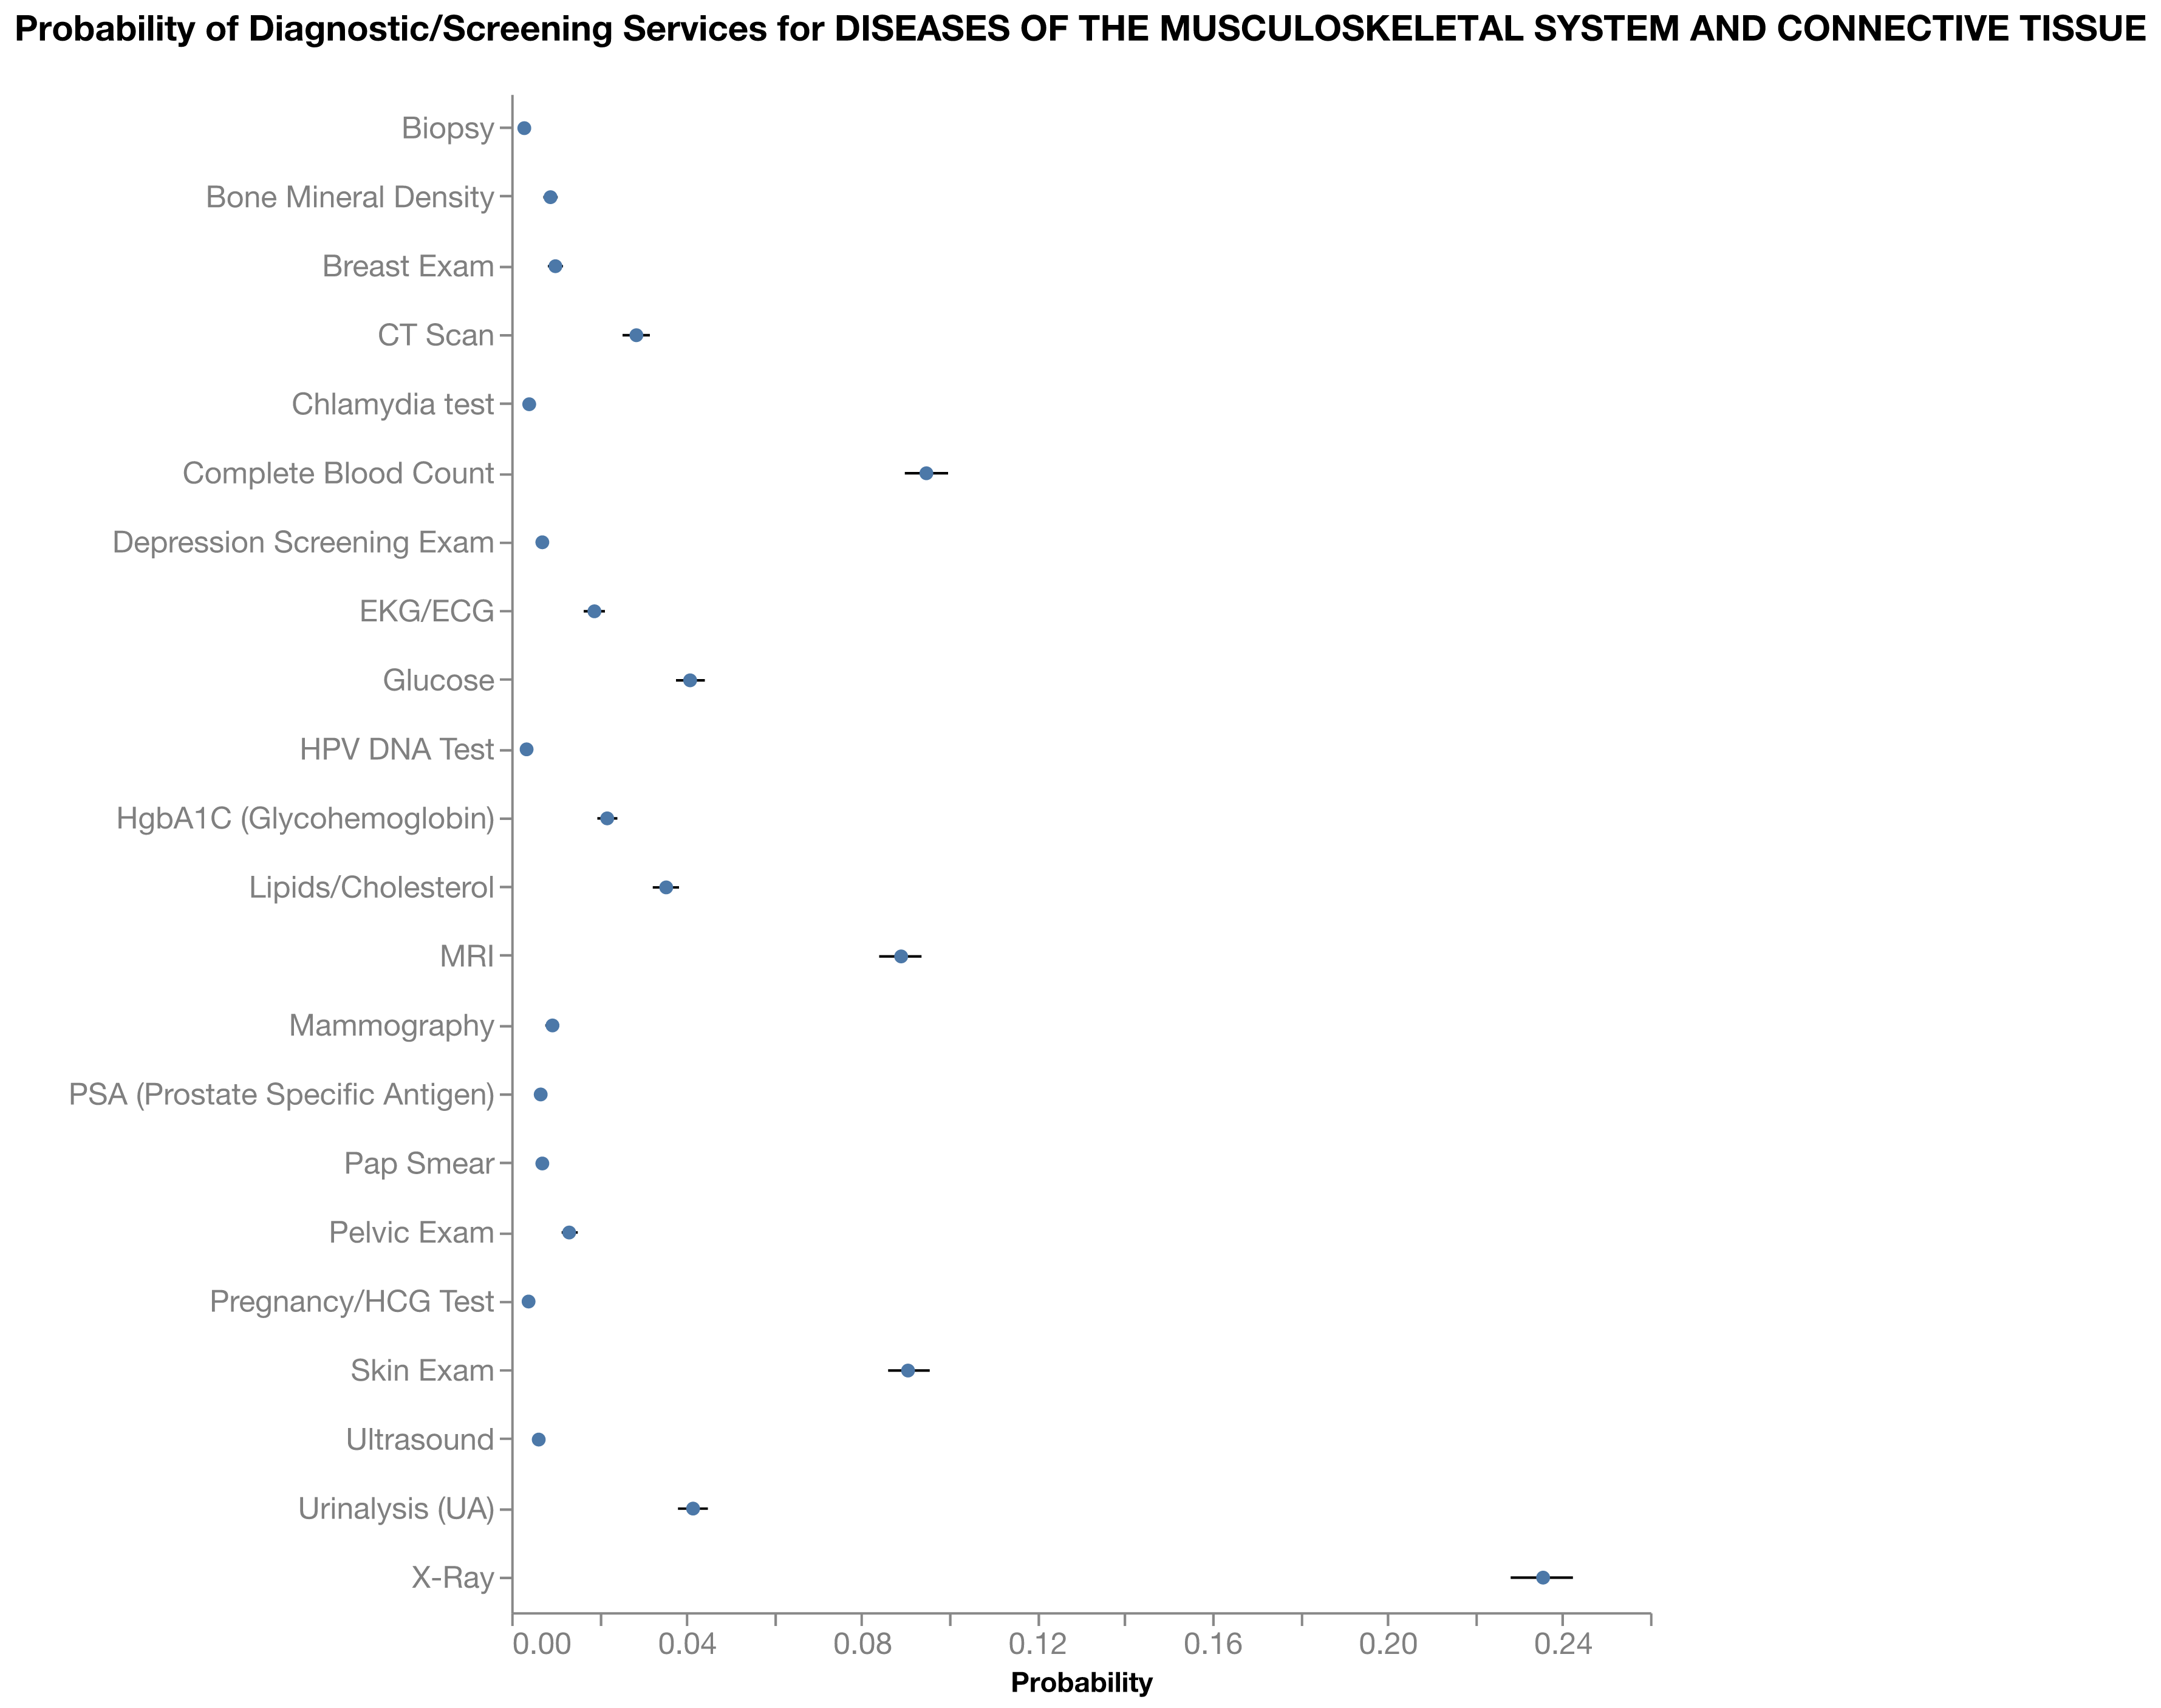 Probability of Diagnostic/Screening Services for DISEASES OF THE MUSCULOSKELETAL SYSTEM AND CONNECTIVE TISSUE
Biopsy
Bone Mineral Density
Breast Exam
CT Scan
Chlamydia test
Complete Blood Count
Depression Screening Exam
EKG/ECG
Glucose
HPV DNA Test
HgbA1C (Glycohemoglobin)
Lipids/Cholesterol
MRI
Mammography
PSA (Prostate Specific Antigen)
Pap Smear
Pelvic Exam
Pregnancy/HCG Test
Skin Exam
Ultrasound
Urinalysis (UA)
X-Ray
0.00 0.04 0.08 0.12 0.16 0.20 0.24
Probability